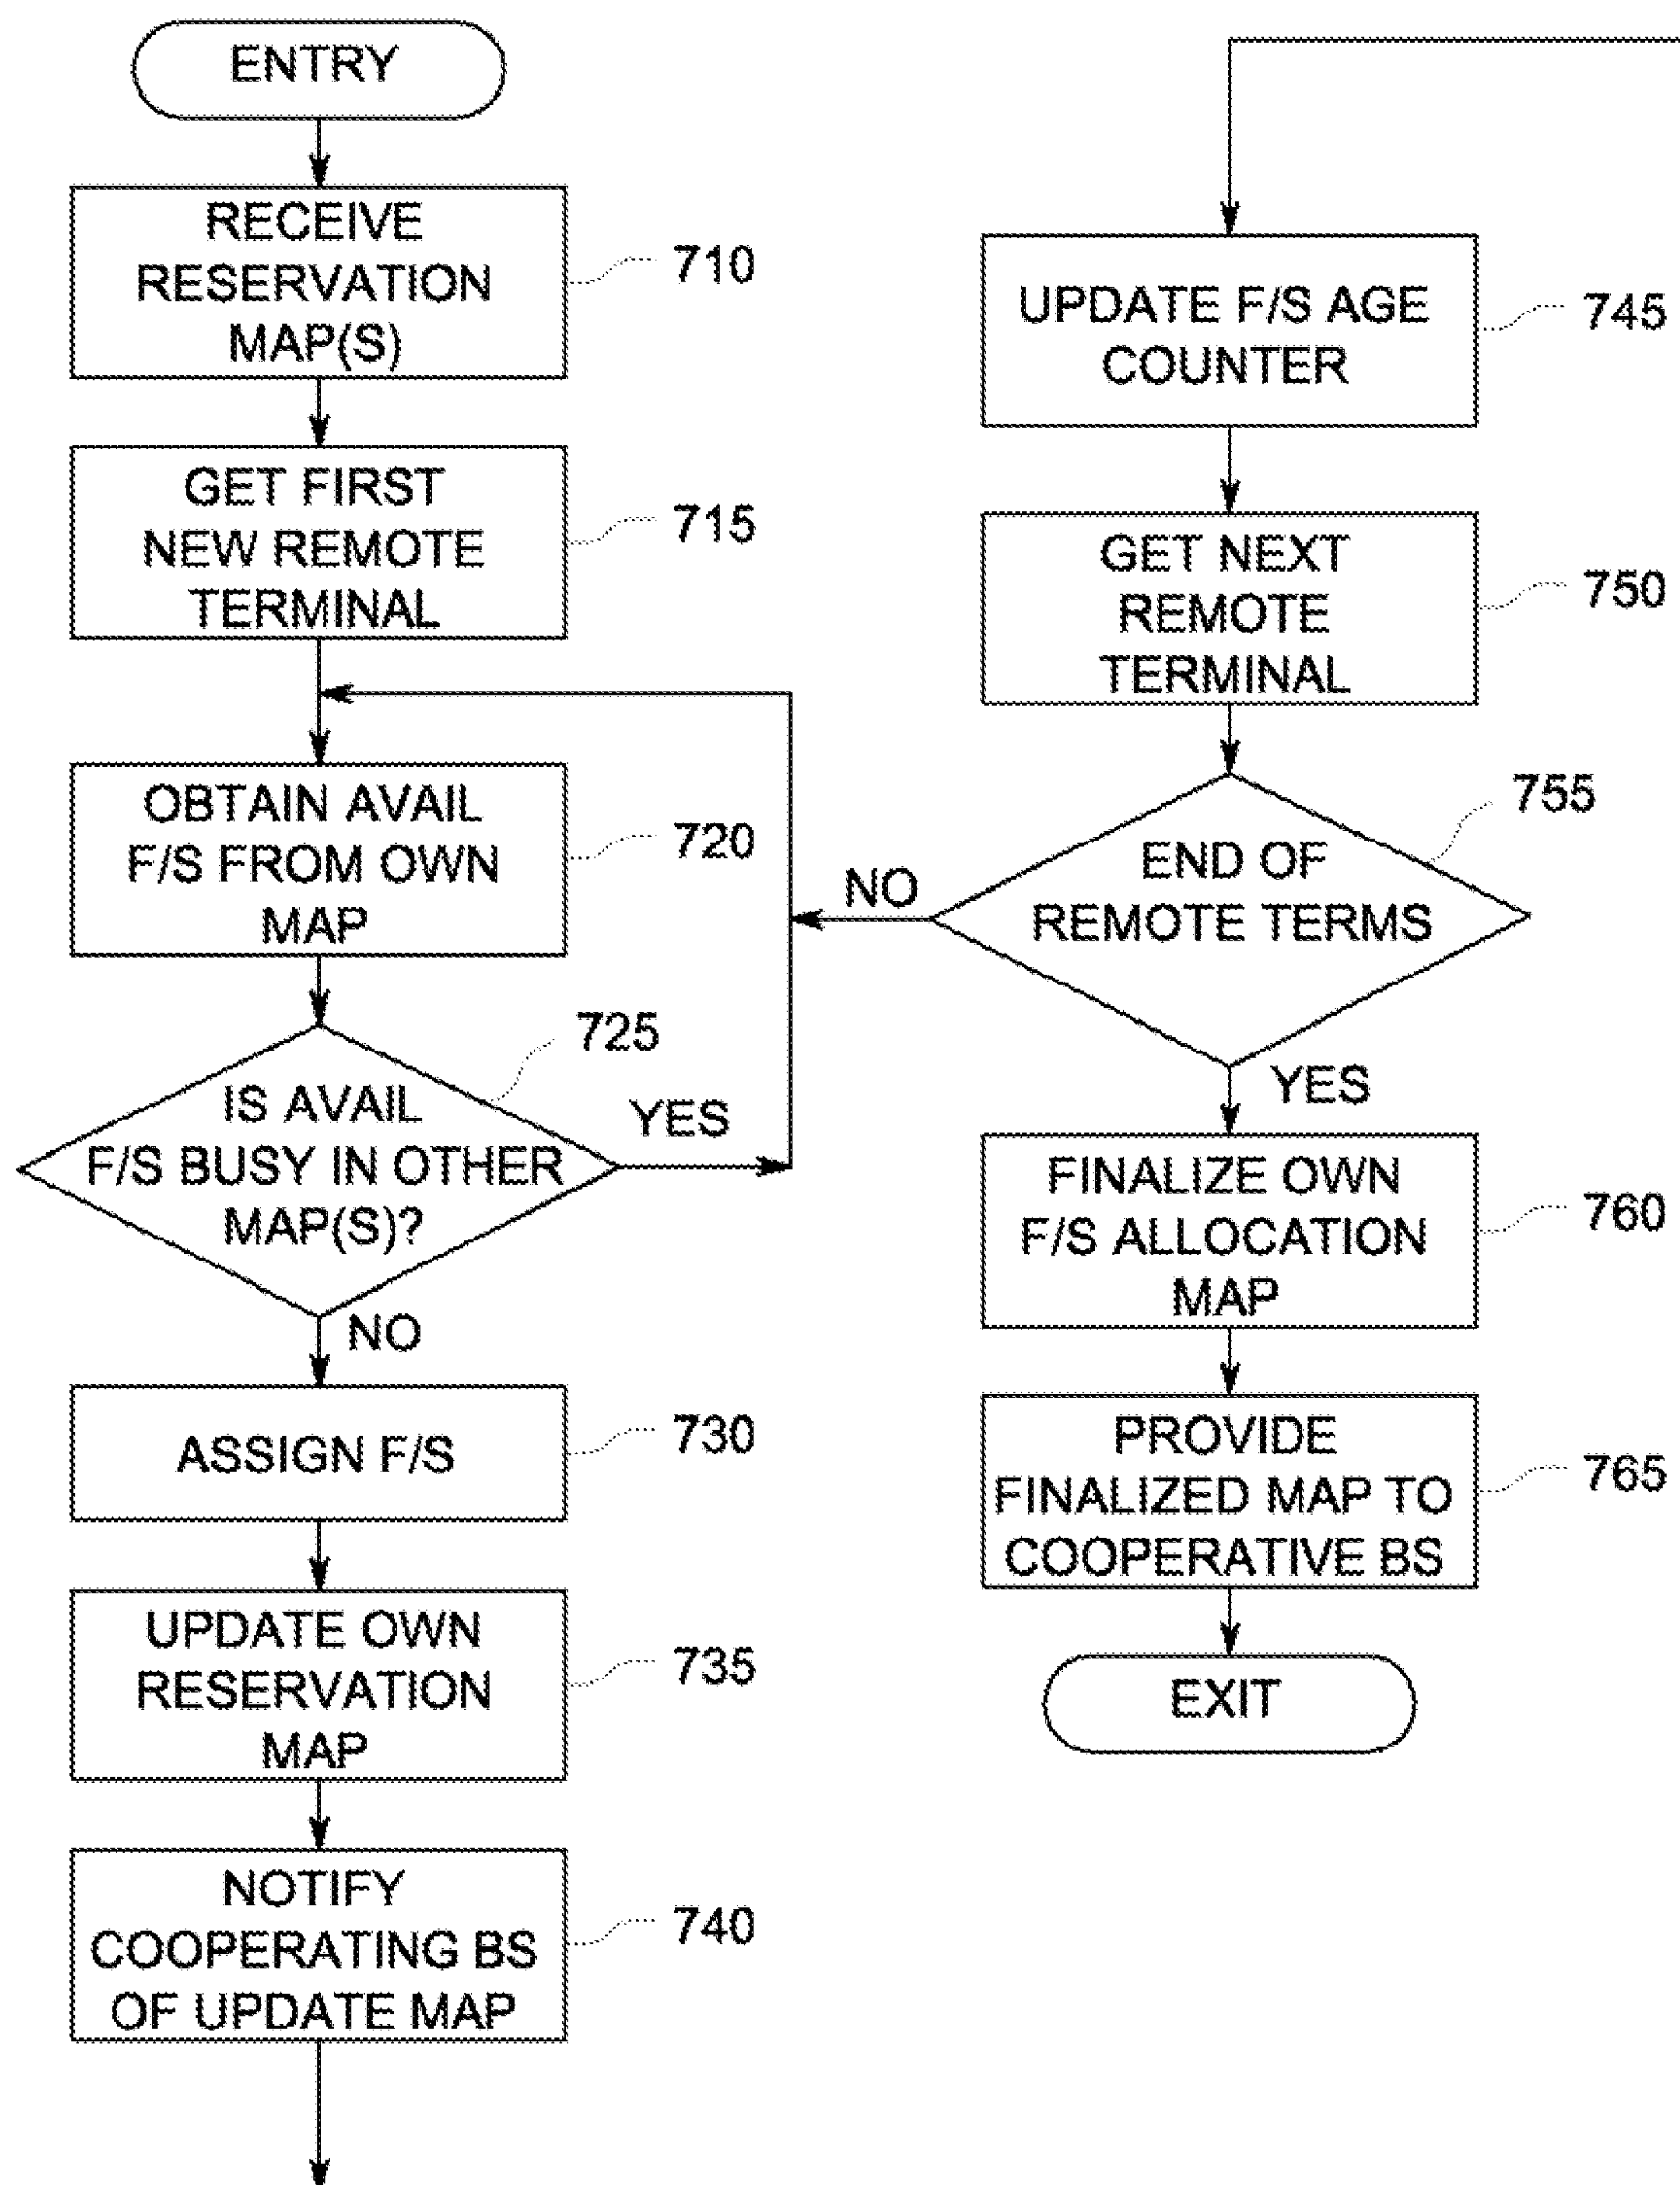 ENTRY
RECEIVE
RESERVATION
MAP(S)
710
GET FIRST
NEW REMOTE
TERMINAL
715
OBTAIN AVAIL
F/S FROM OWN
MAP
720
725
IS AVAIL
F/S BUSY IN OTHER
MAP(S)?
YES
NO
ASSIGN F/S
730
UPDATE OWN
RESERVATION
MAP
735
NOTIFY
COOPERATING BS
OF UPDATE MAP
740
UPDATE F/S AGE
COUNTER
745
GET NEXT
REMOTE
TERMINAL
750
755
END OF
REMOTE TERMS
NO
YES
FINALIZE OWN
F/S ALLOCATION
MAP
760
PROVIDE
FINALIZED MAP TO
COOPERATIVE BS
765
EXIT